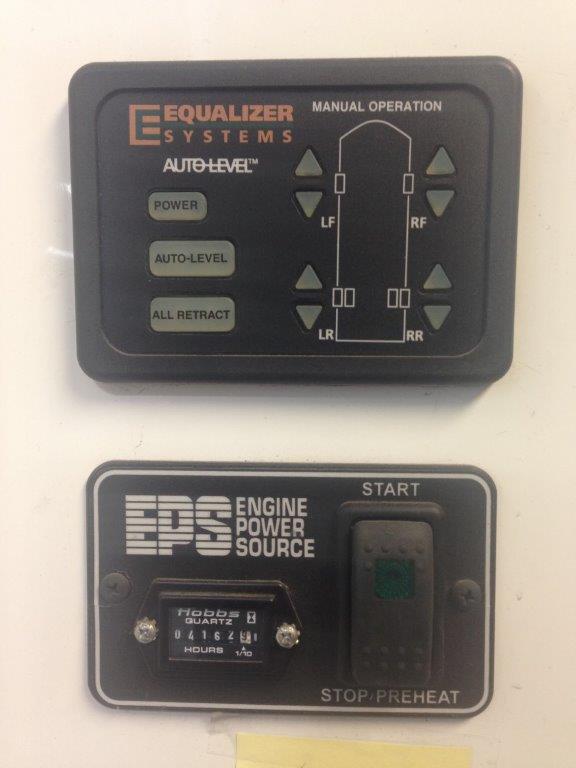 EQUALIZER
SYSTEMS
AUTO-LEVEL™
MANUAL OPERATION
POWER
AUTO-LEVEL
ALL RETRACT
LF
RF
LR
RR
EPS
ENGINE
POWER
SOURCE
START
Hobbs
QUARTZ
04162
HOURS
1/10
STOP/PREHEAT